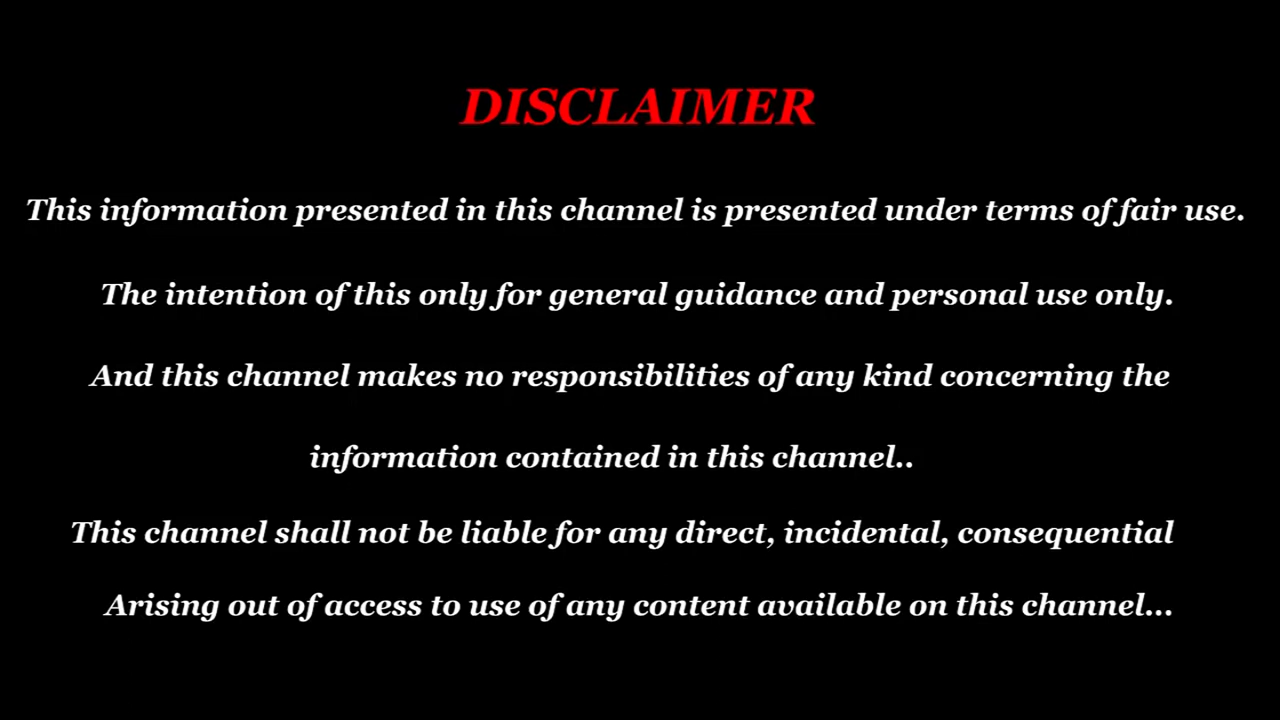 DISCLAIMER
This information presented in this channel is presented under terms of fair use.
The intention of this only for general guidance and personal use only.
And this channel makes no responsibilities of any kind concerning the
information contained in this channel..
This channel shall not be liable for any direct, incidental, consequential
Arising out of access to use of any content available on this channel...